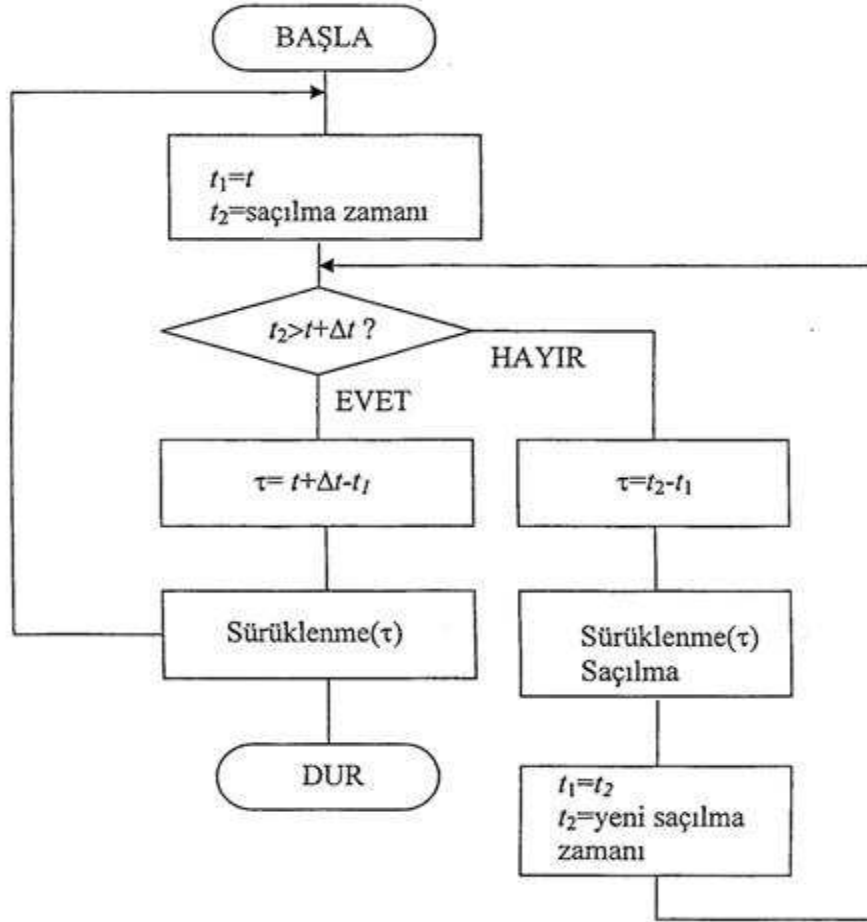 BAŞLA
t₁=t
t₂=saçılma zamanı
t₂>t+Δt ?
HAYIR
EVET
τ= t+Δt-t₁
τ=t₂-t₁
Sürüklenme(τ)
Sürüklenme(τ)
Saçılma
DUR
t₁=t₂
t₂=yeni saçılma
zamanı